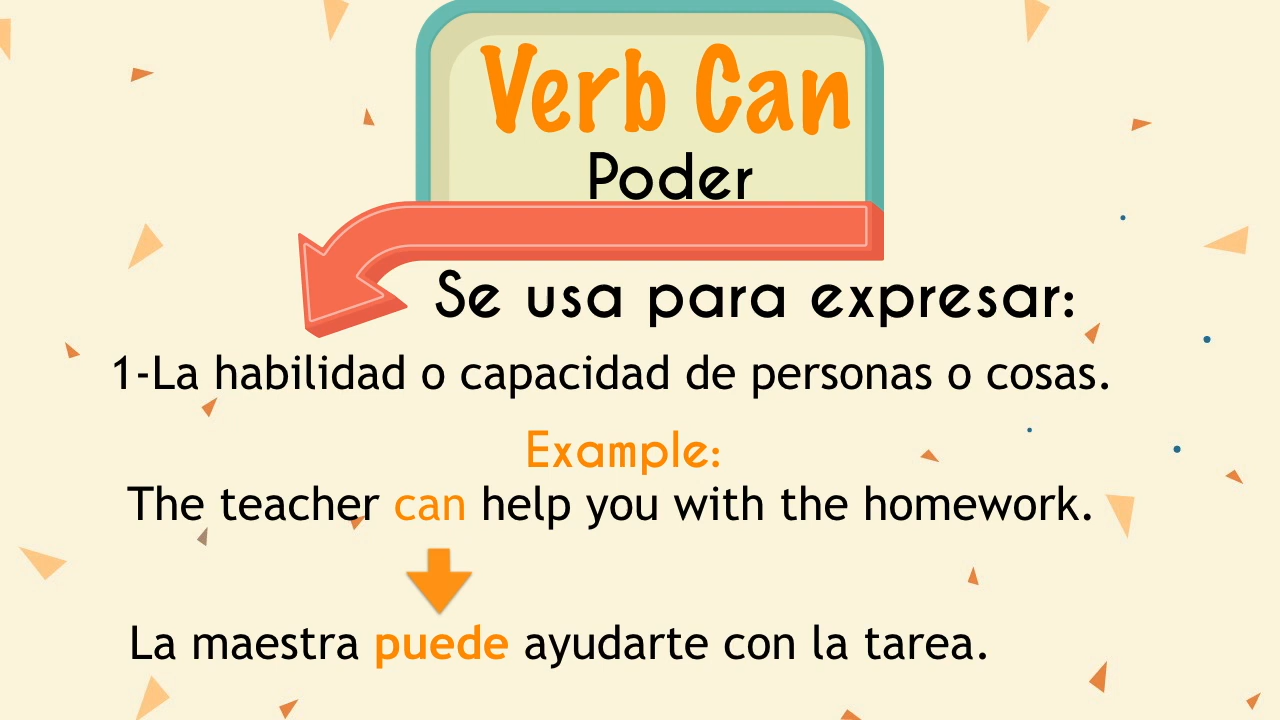 Verb Can
Poder
Se usa para expresar:
1-La habilidad o capacidad de personas o cosas.
Example:
The teacher can help you with the homework.
La maestra puede ayudarte con la tarea.